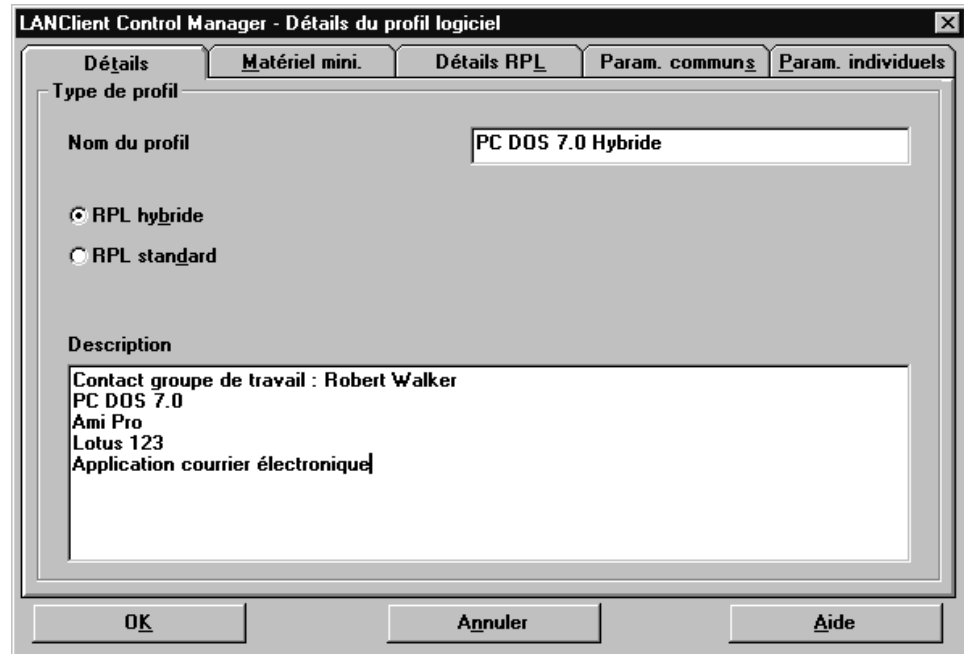 LANClient Control Manager - Détails du profil logiciel
Détails Matériel mini. Détails RPL Param. communs Param. individuels
Type de profil
Nom du profil PC DOS 7.0 Hybride
RPL hybride
RPL standard
Description
Contact groupe de travail : Robert Walker
PC DOS 7.0
Ami Pro
Lotus 123
Application courrier électronique
OK Annuler Aide